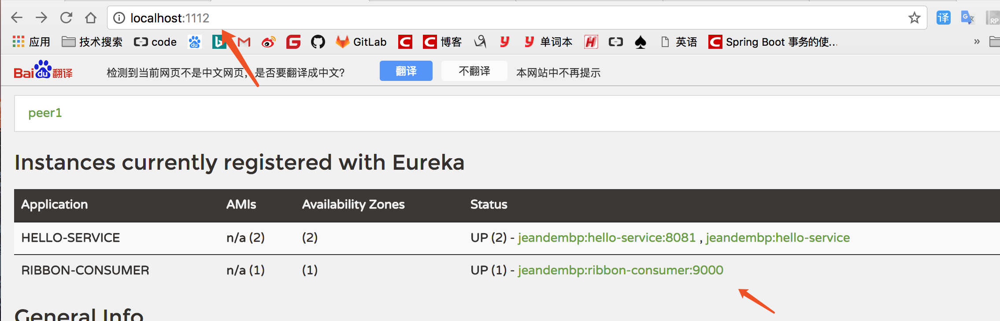 localhost:1112
译 G 文 RP
应用 技术搜索 code du GitLab 博客 单词本 英语 Spring Boot 事务的使... »
Bai du 翻译 检测到当前网页不是中文网页，是否要翻译成中文? 翻译 不翻译 本网站中不再提示
peer1
Instances currently registered with Eureka
Application AMIs Availability Zones Status
HELLO-SERVICE n/a (2) (2) UP (2) - jeandembp:hello-service:8081 , jeandembp:hello-service
RIBBON-CONSUMER n/a (1) (1) UP (1) - jeandembp:ribbon-consumer:9000
General Info